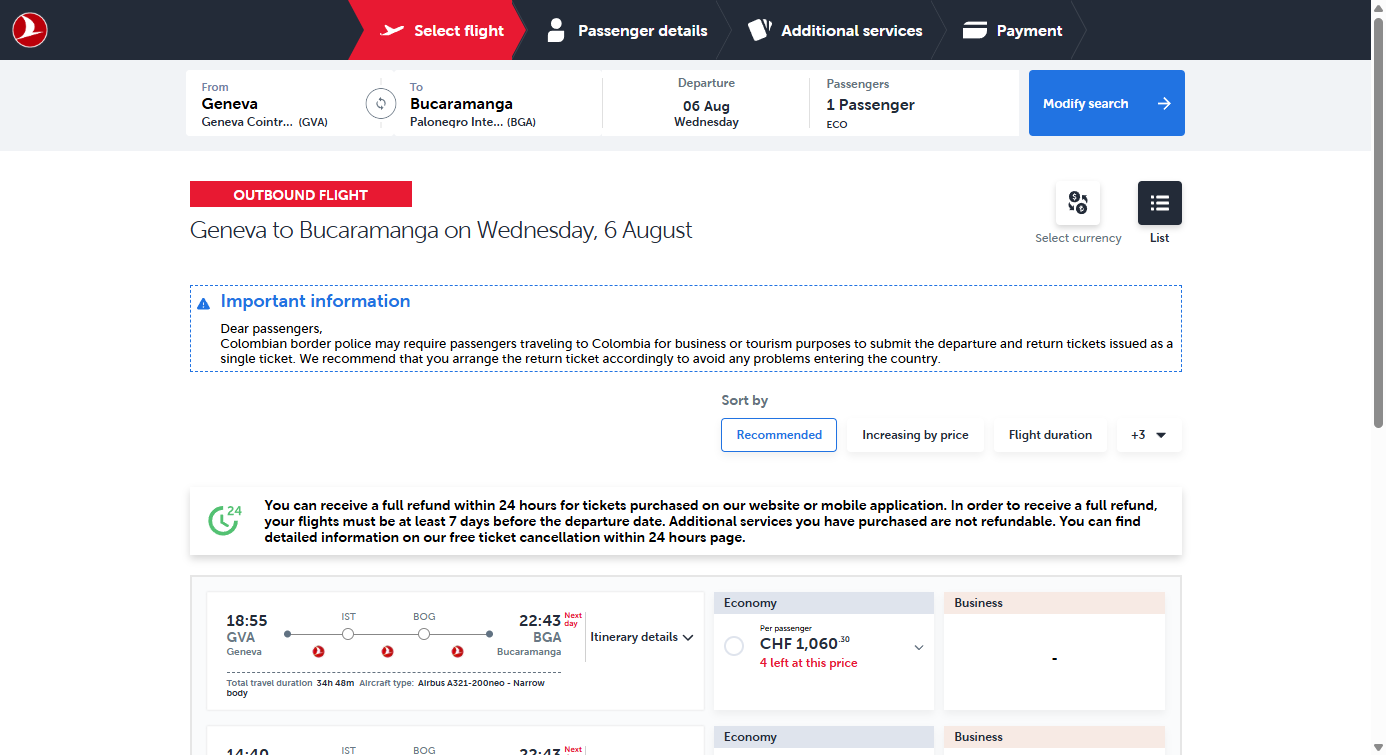 Select flight
Passenger details
Additional services
Payment
From
Geneva
Geneva Cointr... (GVA)
To
Bucaramanga
Palonegro Inte... (BGA)
Departure
06 Aug
Wednesday
Passengers
1 Passenger
ECO
Modify search
OUTBOUND FLIGHT
Geneva to Bucaramanga on Wednesday, 6 August
Select currency
List
Important information
Dear passengers,
Colombian border police may require passengers traveling to Colombia for business or tourism purposes to submit the departure and return tickets issued as a
single ticket. We recommend that you arrange the return ticket accordingly to avoid any problems entering the country.
Sort by
Recommended
Increasing by price
Flight duration
+3
24
You can receive a full refund within 24 hours for tickets purchased on our website or mobile application. In order to receive a full refund,
your flights must be at least 7 days before the departure date. Additional services you have purchased are not refundable. You can find
detailed information on our free ticket cancellation within 24 hours page.
18:55
GVA
Geneva
IST
BOG
22:43 Next day
BGA
Bucaramanga
Itinerary details
Total travel duration 34h 48m Aircraft type: Airbus A321-200neo - Narrow
body
Economy
Per passenger
CHF 1,060.30
4 left at this price
Business
-
14:40
IST
BOG
22:43 Next
Economy
Business